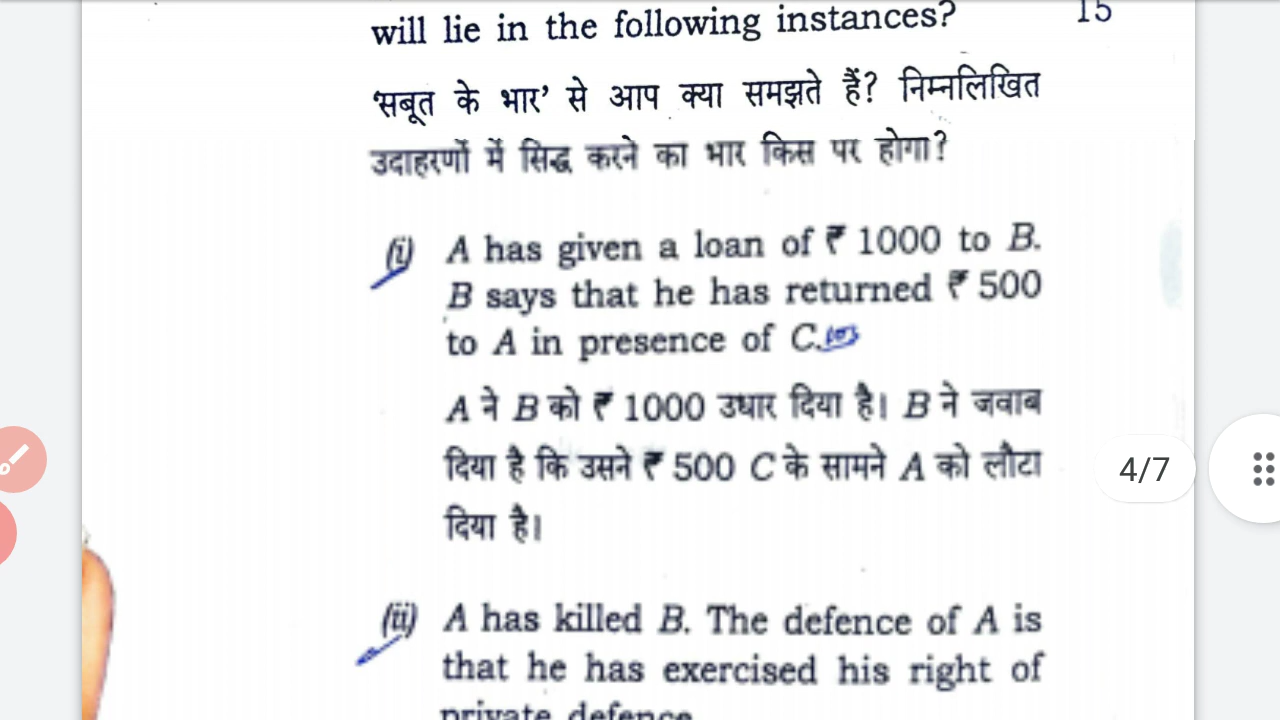 will lie in the following instances? 15
'सबूत के भार' से आप क्या समझते हैं? निम्नलिखित
उदाहरणों में सिद्ध करने का भार किस पर होगा?
(i) A has given a loan of ₹ 1000 to B.
B says that he has returned ₹ 500
to A in presence of C.
A ने B को ₹ 1000 उधार दिया है। B ने जवाब
दिया है कि उसने ₹ 500 C के सामने A को लौटा
दिया है।
4/7
(ii) A has killed B. The defence of A is
that he has exercised his right of
private defence